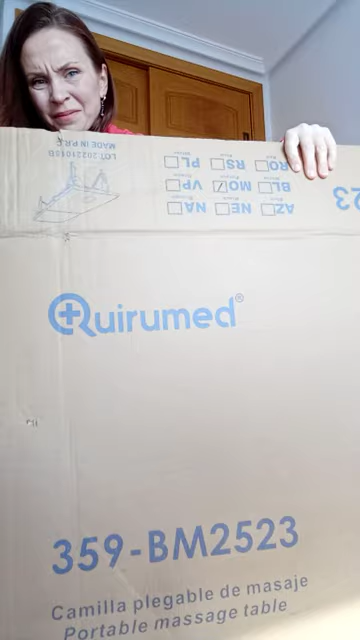 LOT:20221016B
MADE IN P.R.C
AZ NE NA
BL MO VP
RO RS PL
23
Quirumed®
359-BM2523
Camilla plegable de masaje
Portable massage table